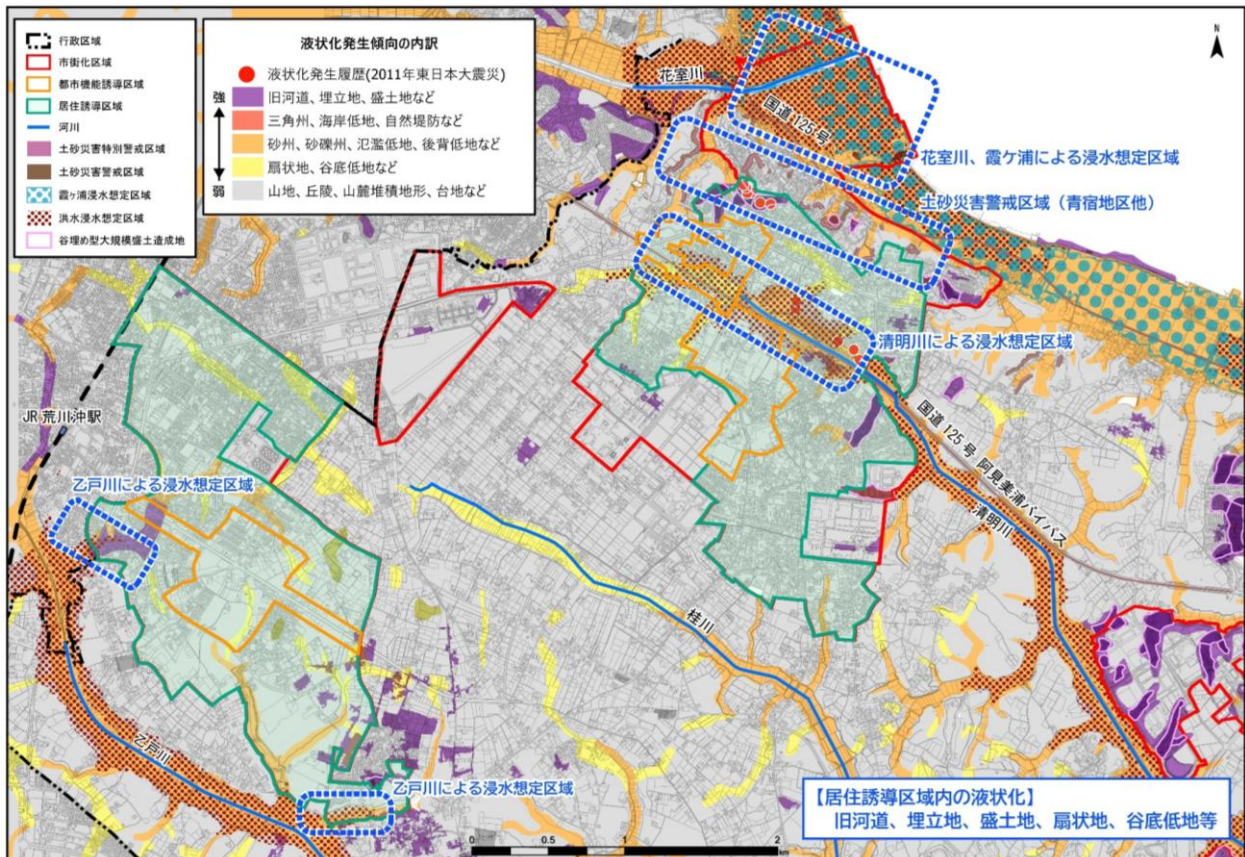 行政区域
市街化区域
都市機能誘導区域
居住誘導区域
河川
土砂災害特別警戒区域
土砂災害警戒区域
霞ヶ浦浸水想定区域
洪水浸水想定区域
谷埋め型大規模盛土造成地
液状化発生傾向の内訳
液状化発生履歴(2011年東日本大震災)
強
旧河道、埋立地、盛土地など
三角州、海岸低地、自然堤防など
砂州、砂礫州、氾濫低地、後背低地など
扇状地、谷底低地など
弱
山地、丘陵、山麓堆積地形、台地など
N
花室川
国道125号
花室川、霞ケ浦による浸水想定区域
土砂災害警戒区域（青宿地区他）
清明川による浸水想定区域
JR荒川沖駅
国道125号 阿見美浦バイパス
清明川
乙戸川による浸水想定区域
桂川
乙戸川
乙戸川による浸水想定区域
【居住誘導区域内の液状化】
旧河道、埋立地、盛土地、扇状地、谷底低地等
0 0.5 1 2
km